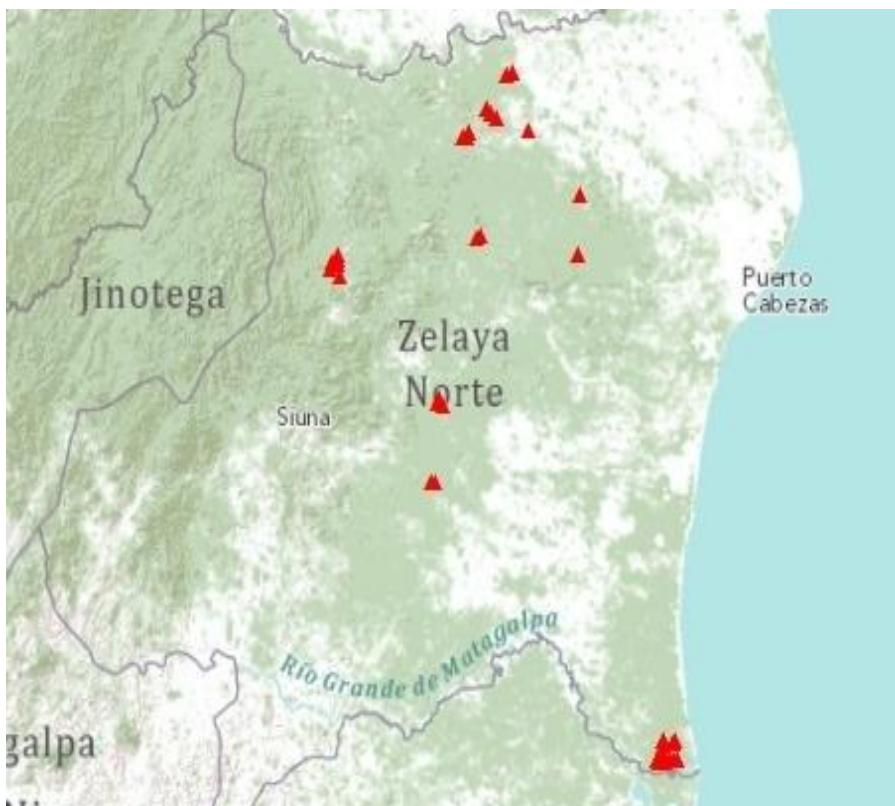 Jinotega
Puerto
Cabezas
Zelaya
Norte
Siuna
Río Grande de Matagalpa
galpa